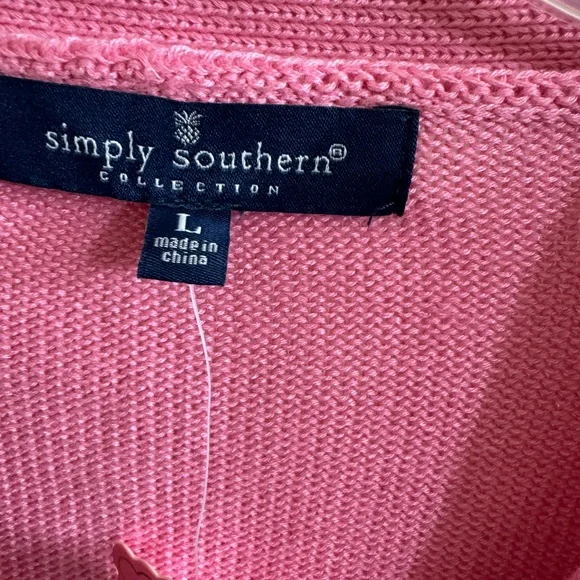 simply southern®
COLLECTION
L
made in
china